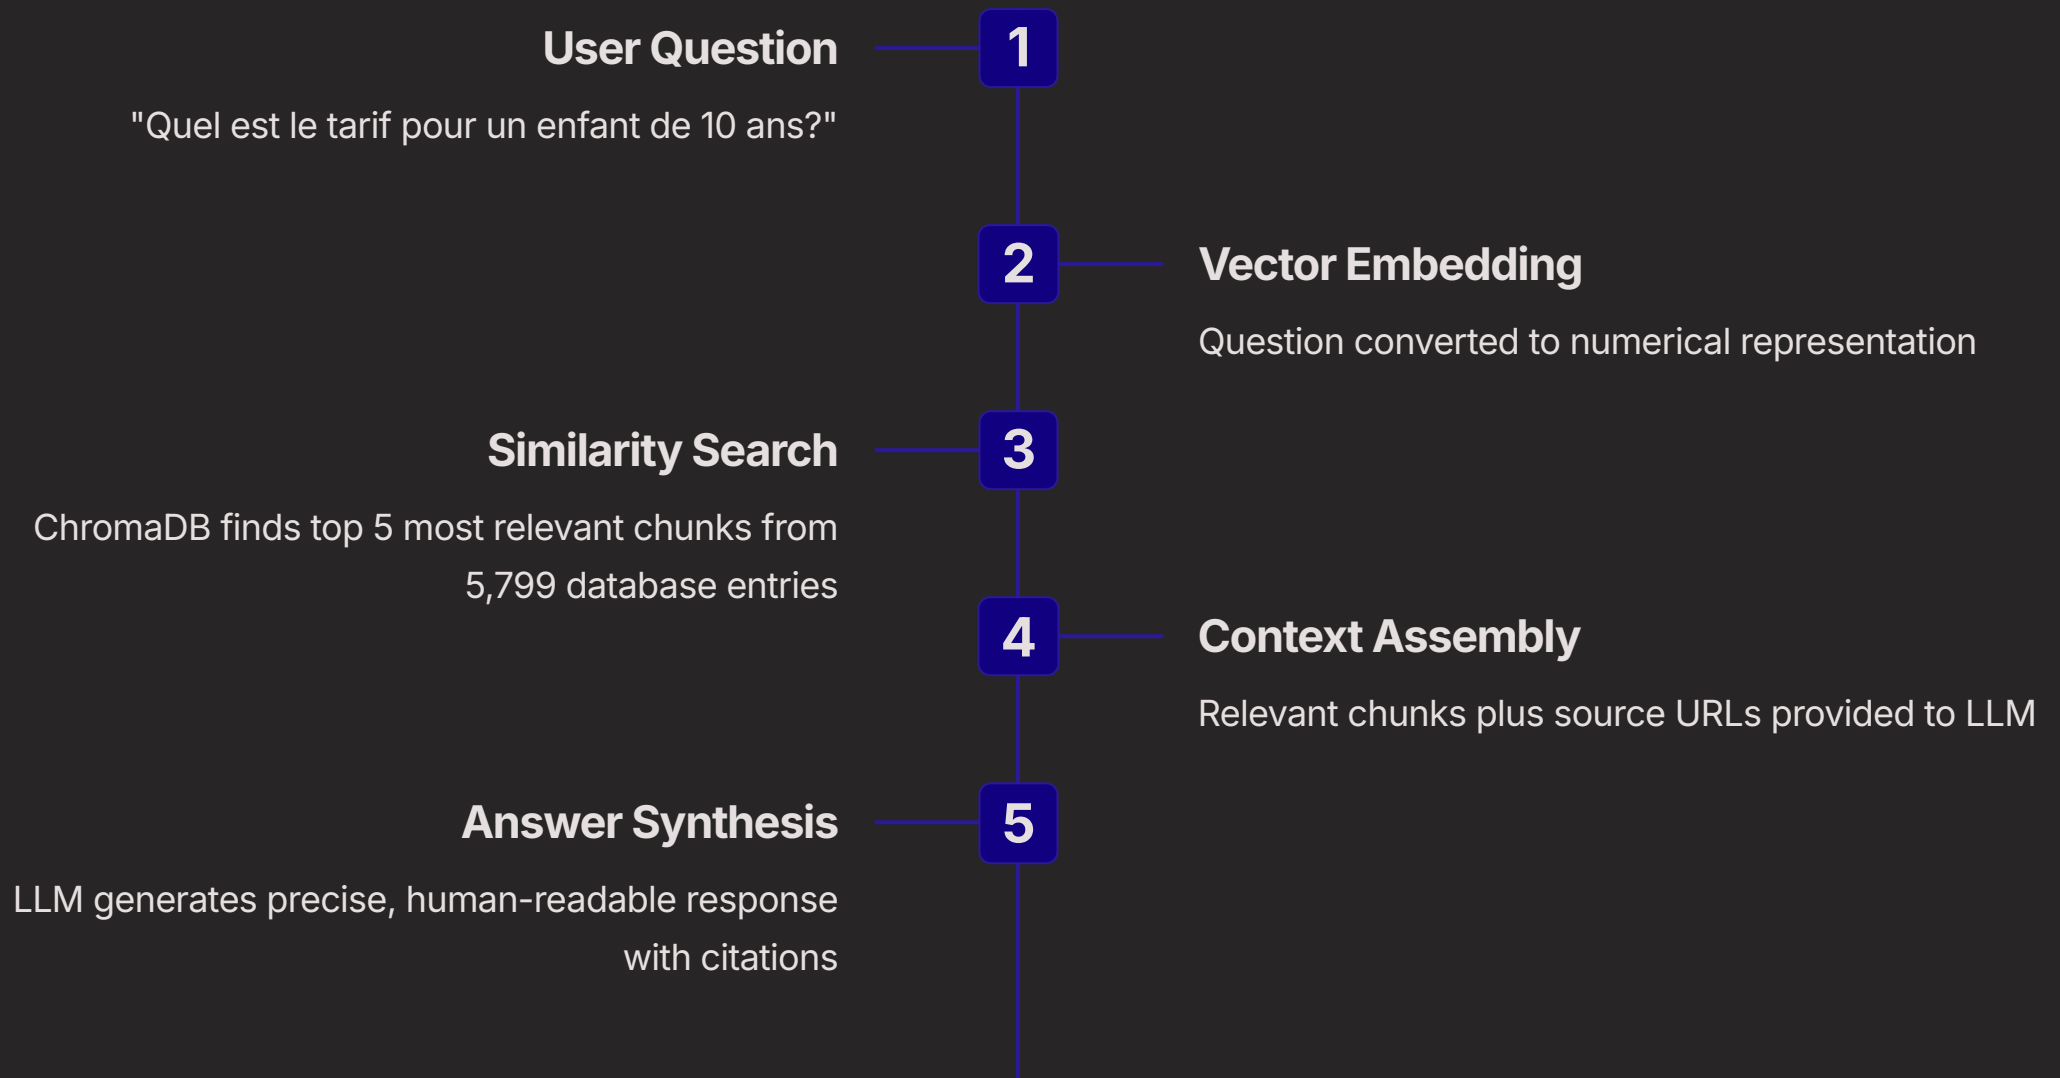 User Question
1
"Quel est le tarif pour un enfant de 10 ans?"
2
Vector Embedding
Question converted to numerical representation
Similarity Search
3
ChromaDB finds top 5 most relevant chunks from
5,799 database entries
4
Context Assembly
Relevant chunks plus source URLs provided to LLM
Answer Synthesis
5
LLM generates precise, human-readable response
with citations